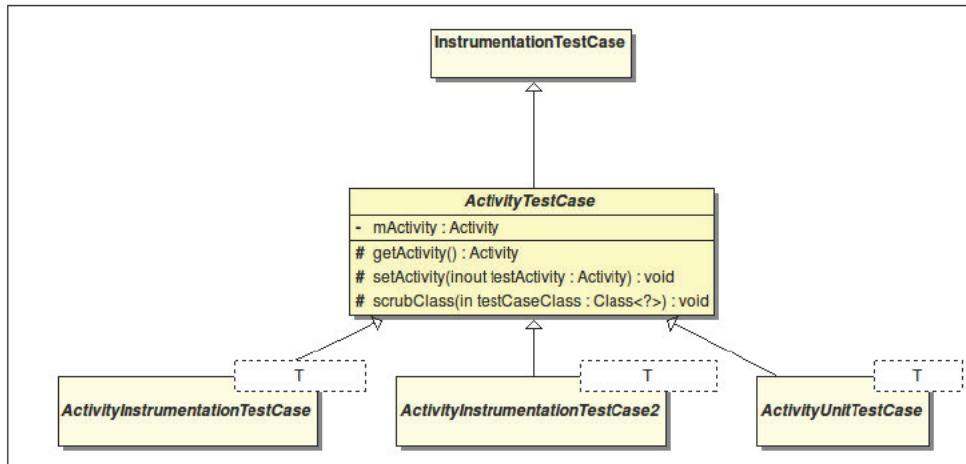 InstrumentationTestCase
ActivityTestCase
- mActivity : Activity
# getActivity() : Activity
# setActivity(inout testActivity : Activity) : void
# scrubClass(in testCaseClass : Class<?>) : void
T
T
T
ActivityInstrumentationTestCase
ActivityInstrumentationTestCase2
ActivityUnitTestCase